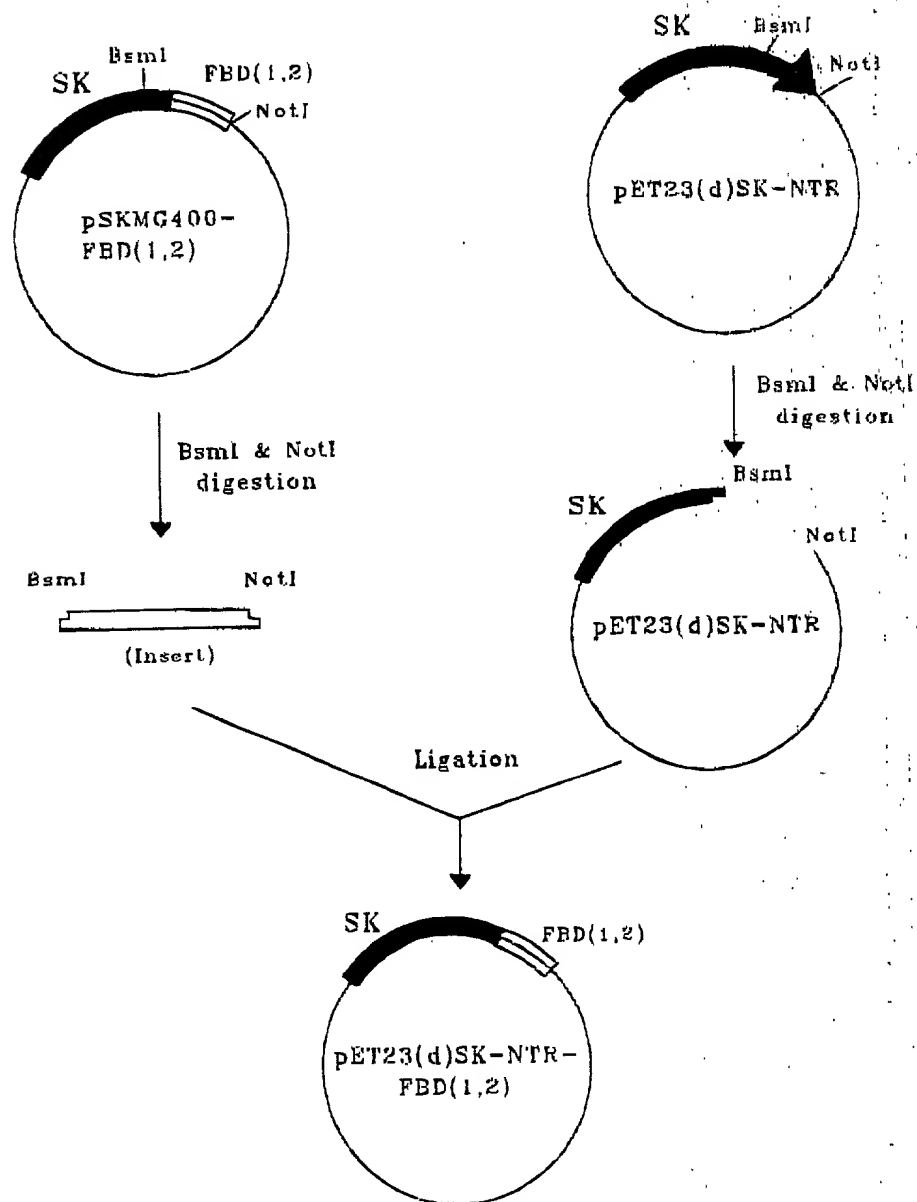 BsmI
SK
FBD(1,2)
NotI
pSKMG400-
FBD(1,2)
SK
BsmI
NotI
pET23(d)SK-NTR
BsmI & NotI
digestion
BsmI & NotI
digestion
BsmI
SK
NotI
pET23(d)SK-NTR
BsmI
NotI
(Insert)
Ligation
SK
FBD(1,2)
pET23(d)SK-NTR-
FBD(1,2)